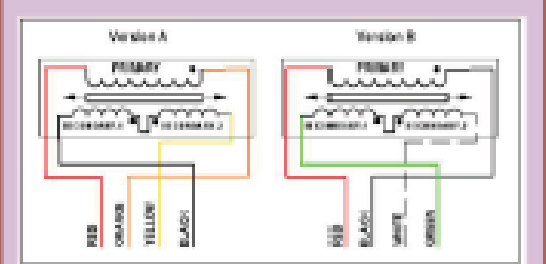 Version A
Version B
PRIMARY
PRIMARY
SECONDARY 1
SECONDARY 2
SECONDARY 1
SECONDARY 2
RED
ORANGE
YELLOW
BLACK
RED
BLACK
WHITE
GREEN